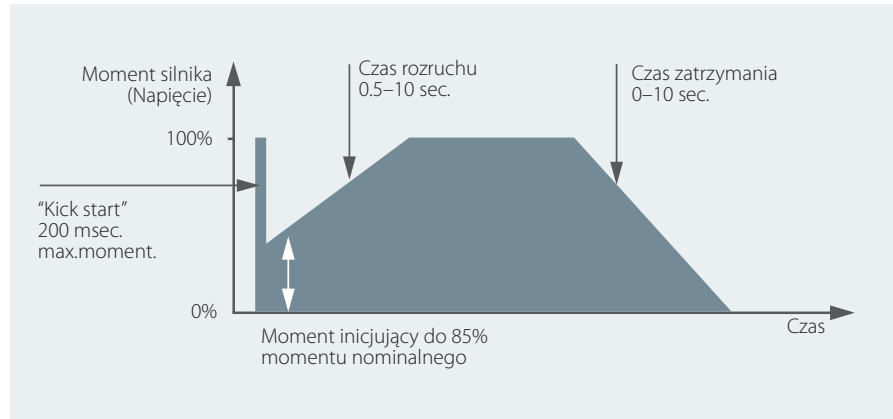 Moment silnika
(Napięcie)
Czas rozruchu
0.5–10 sec.
Czas zatrzymania
0–10 sec.
100%
“Kick start”
200 msec.
max.moment.
0%
Czas
Moment inicjujący do 85%
momentu nominalnego